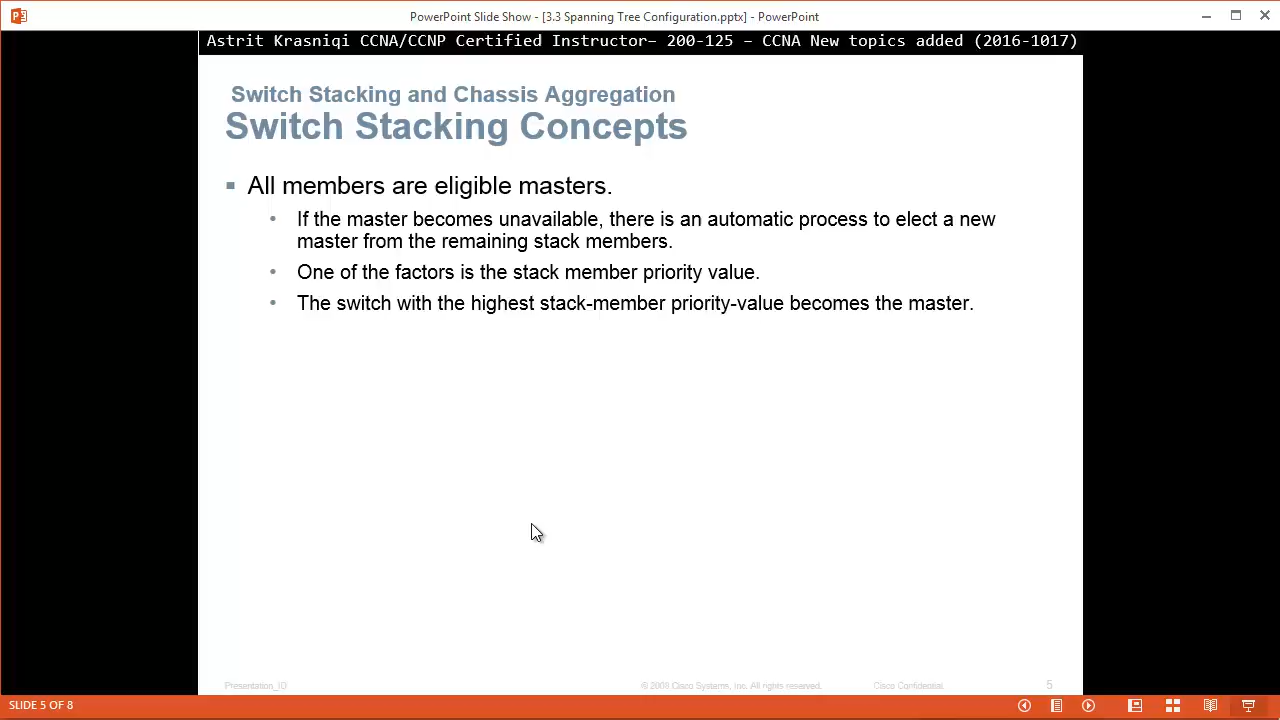 PowerPoint Slide Show - [3.3 Spanning Tree Configuration.pptx] - PowerPoint
Astrit Krasniqi CCNA/CCNP Certified Instructor– 200-125 – CCNA New topics added (2016-1017)
Switch Stacking and Chassis Aggregation
Switch Stacking Concepts
All members are eligible masters.
If the master becomes unavailable, there is an automatic process to elect a new
master from the remaining stack members.
One of the factors is the stack member priority value.
The switch with the highest stack-member priority-value becomes the master.
Presentation_ID
© 2008 Cisco Systems, Inc. All rights reserved.
Cisco Confidential
5
SLIDE 5 OF 8